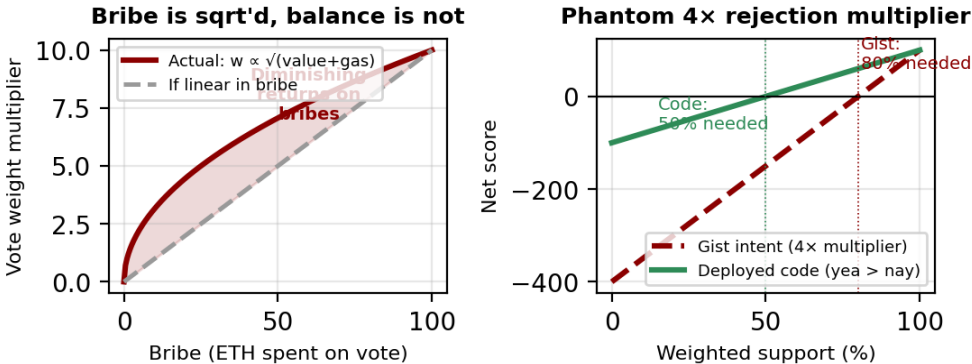 Bribe is sqrt'd, balance is not
Vote weight multiplier
10.0
7.5
5.0
2.5
0.0
Actual: w ∝ √(value+gas)
If linear in bribe
Diminishing
returns on
bribes
0
50
100
Bribe (ETH spent on vote)
Phantom 4× rejection multiplier
Net score
0
−200
−400
Gist:
80% needed
Code:
50% needed
Gist intent (4× multiplier)
Deployed code (yea > nay)
0
50
100
Weighted support (%)